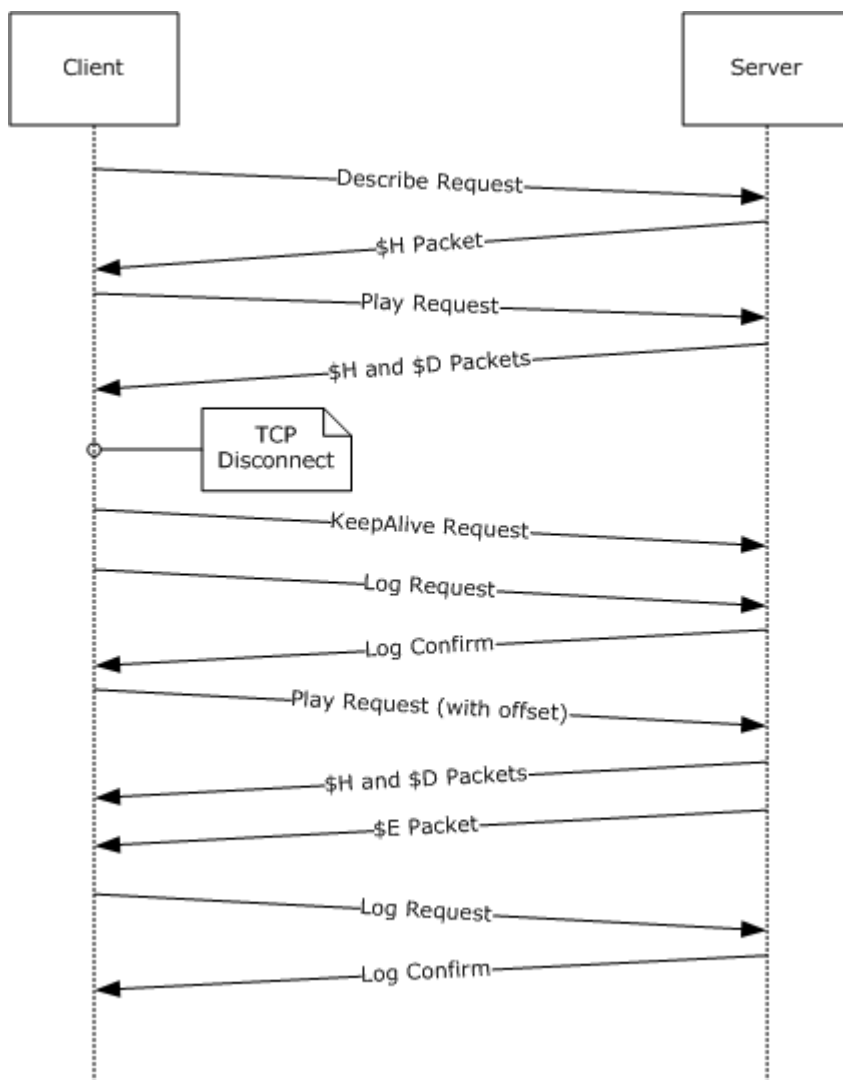 Client
Server
Describe Request
$H Packet
Play Request
$H and $D Packets
TCP
Disconnect
KeepAlive Request
Log Request
Log Confirm
Play Request (with offset)
$H and $D Packets
$E Packet
Log Request
Log Confirm